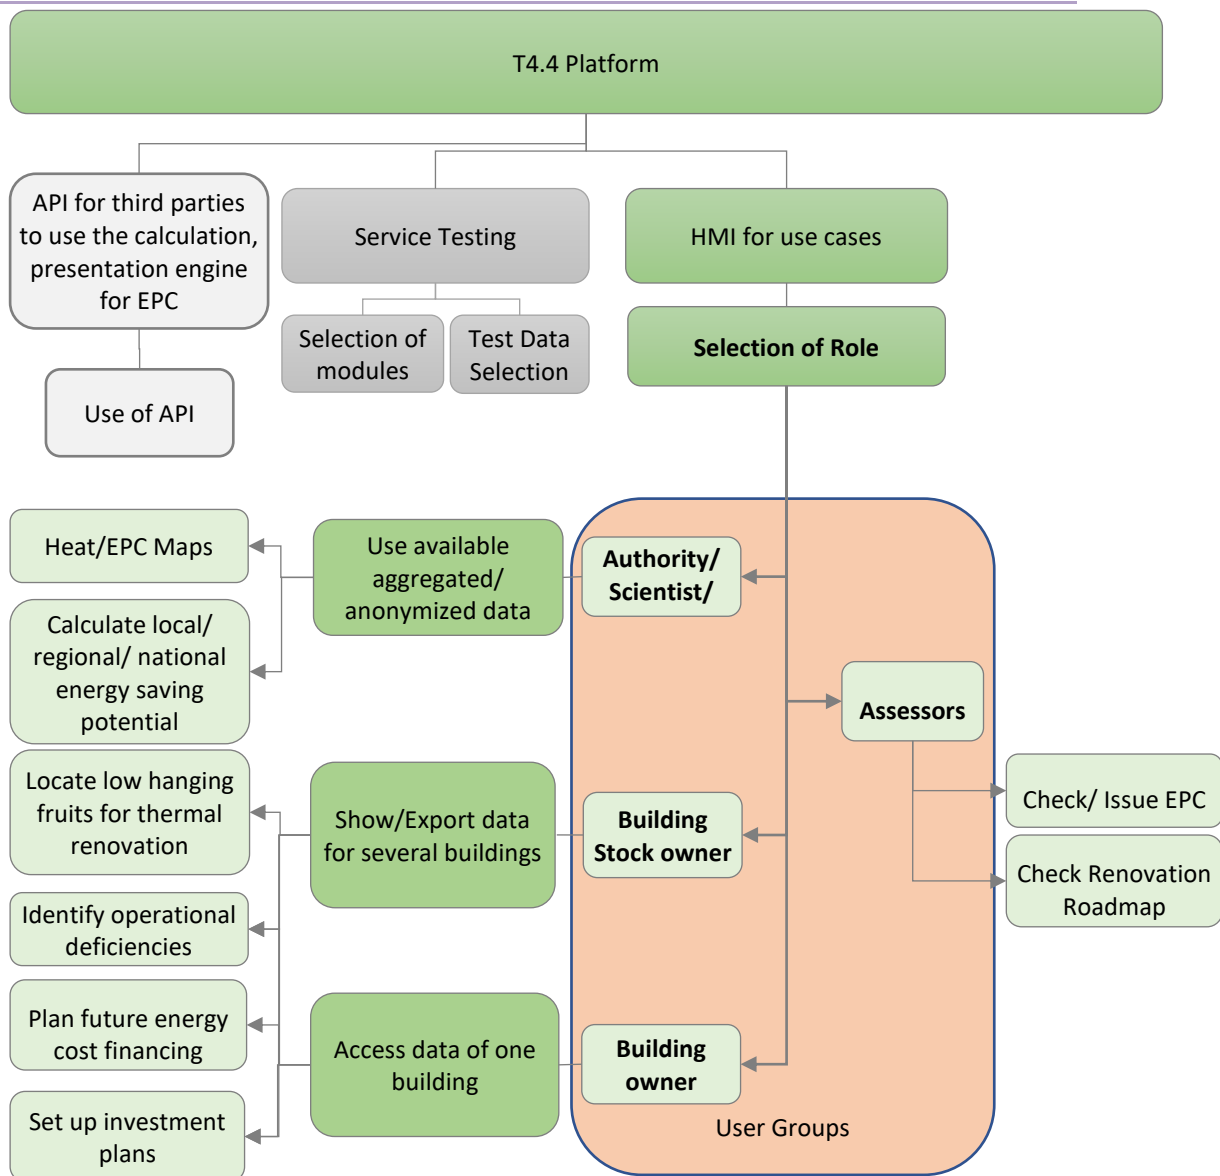 T4.4 Platform
API for third parties
to use the calculation,
presentation engine
for EPC
Service Testing
HMI for use cases
Selection of
modules
Test Data
Selection
Selection of Role
Use of API
Heat/EPC Maps
Use available
aggregated/
anonymized data
Authority/
Scientist/
Calculate local/
regional/ national
energy saving
potential
Assessors
Locate low hanging
fruits for thermal
renovation
Show/Export data
for several buildings
Building
Stock owner
Check/ Issue EPC
Check Renovation
Roadmap
Identify operational
deficiencies
Plan future energy
cost financing
Access data of one
building
Building
owner
Set up investment
plans
User Groups